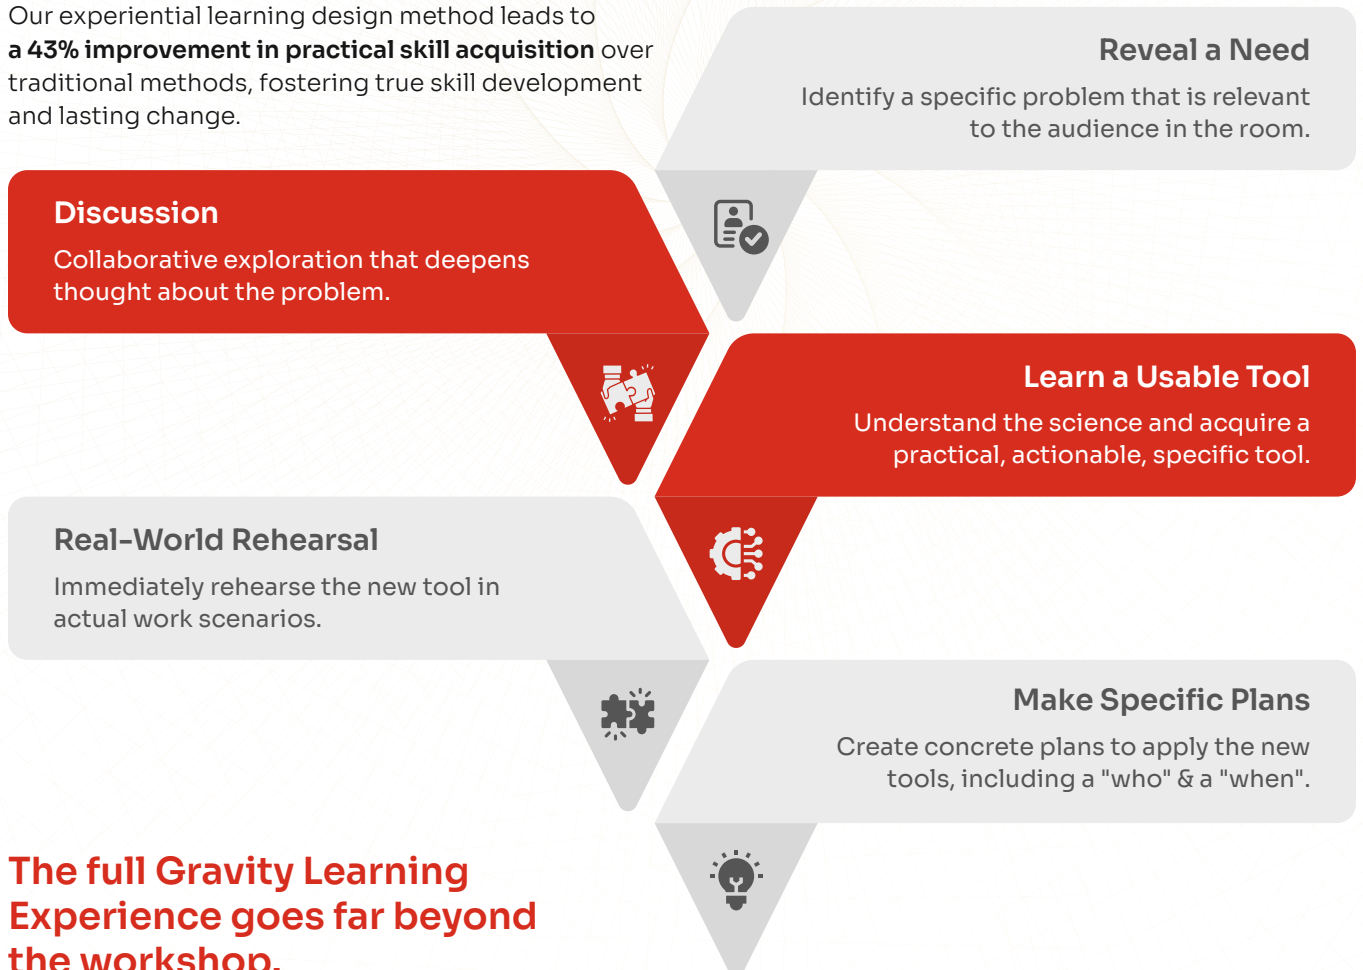 Our experiential learning design method leads to
a 43% improvement in practical skill acquisition over
traditional methods, fostering true skill development
and lasting change.
Reveal a Need
Identify a specific problem that is relevant
to the audience in the room.
Discussion
Collaborative exploration that deepens
thought about the problem.
Learn a Usable Tool
Understand the science and acquire a
practical, actionable, specific tool.
Real-World Rehearsal
Immediately rehearse the new tool in
actual work scenarios.
Make Specific Plans
Create concrete plans to apply the new
tools, including a "who" & a "when".
The full Gravity Learning
Experience goes far beyond
the workshop.